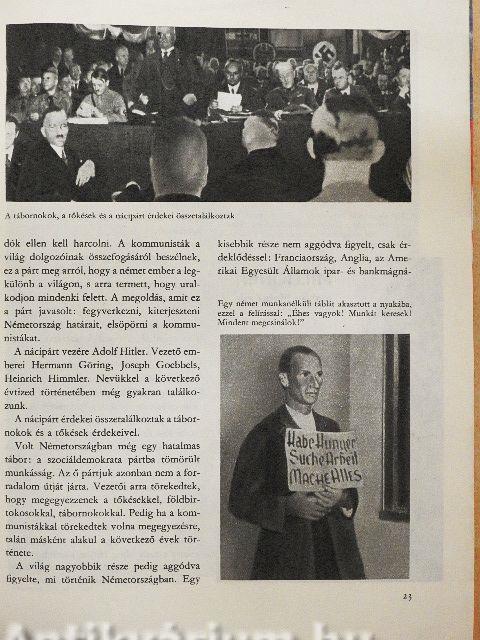 A tábornokok, a tőkések és a nácipárt érdekei összetalálkoztak
dók ellen kell harcolni. A kommunisták a
világ dolgozóinak összefogásáról beszélnek,
ez a párt meg arról, hogy a német ember a leg-
különb a világon, s arra termett, hogy ural-
kodjon mindenki felett. A megoldás, amit ez
a párt javasolt: fegyverkezni, kiterjeszteni
Németország határait, elsöpörni a kommu-
nistákat.
A nácipárt vezére Adolf Hitler. Vezető em-
berei Hermann Göring, Joseph Goebbels,
Heinrich Himmler. Nevükkel a következő
évtized történetében még gyakran találko-
zunk.
A nácipárt érdekei összetalálkoztak a tábor-
nokok és a tőkések érdekeivel.
Volt Németországban még egy hatalmas
tábor: a szociáldemokrata pártba tömörült
munkásság. Az ő pártjuk azonban nem a for-
radalom útját járta. Vezetői arra törekedtek,
hogy megegyezzenek a tőkésekkel, földbir-
tokosokkal, tábornokokkal. Pedig ha a kom-
munistákkal törekedtek volna megegyezésre,
talán másként alakul a következő évek tör-
ténete.
A világ nagyobbik része pedig aggódva
figyelte, mi történik Németországban. Egy
kisebbik része nem aggódva figyelt, csak ér-
deklődéssel: Franciaország, Anglia, az Ame-
rikai Egyesült Államok ipar- és bankmágná-
Egy német munkanélküli táblát akasztott a nyakába,
ezzel a felírással: „Éhes vagyok! Munkát keresek!
Mindent megcsinálok!”
Habe Hunger
Suche Arbeit
Mache Alles
23
Antikvárium.hu